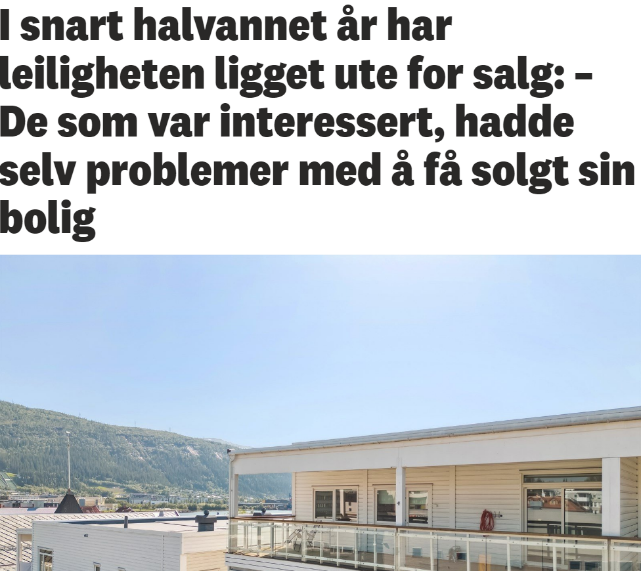 I snart halvannet år har
leiligheten ligget ute for salg: –
De som var interessert, hadde
selv problemer med å få solgt sin
bolig